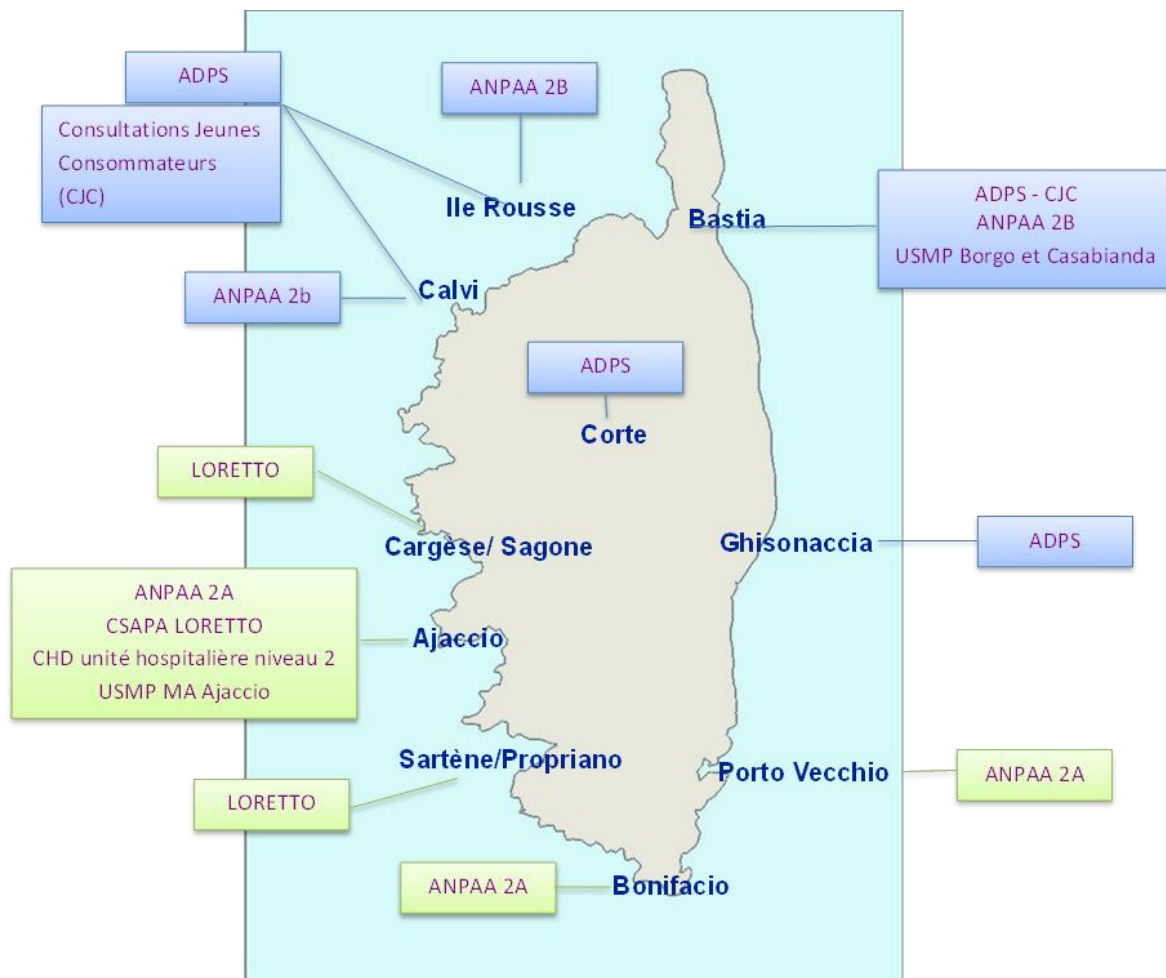 ADPS
Consultations Jeunes
Consommateurs
(CJC)
ANPAA 2B
Ile Rousse
Bastia
ADPS - CJC
ANPAA 2B
USMP Borgo et Casabianda
ANPAA 2b
Calvi
ADPS
Corte
LORETTO
Cargèse/ Sagone
Ghisonaccia
ADPS
ANPAA 2A
CSAPA LORETTO
CHD unité hospitalière niveau 2
USMP MA Ajaccio
Ajaccio
Sartène/Propriano
LORETTO
Porto Vecchio
ANPAA 2A
ANPAA 2A
Bonifacio